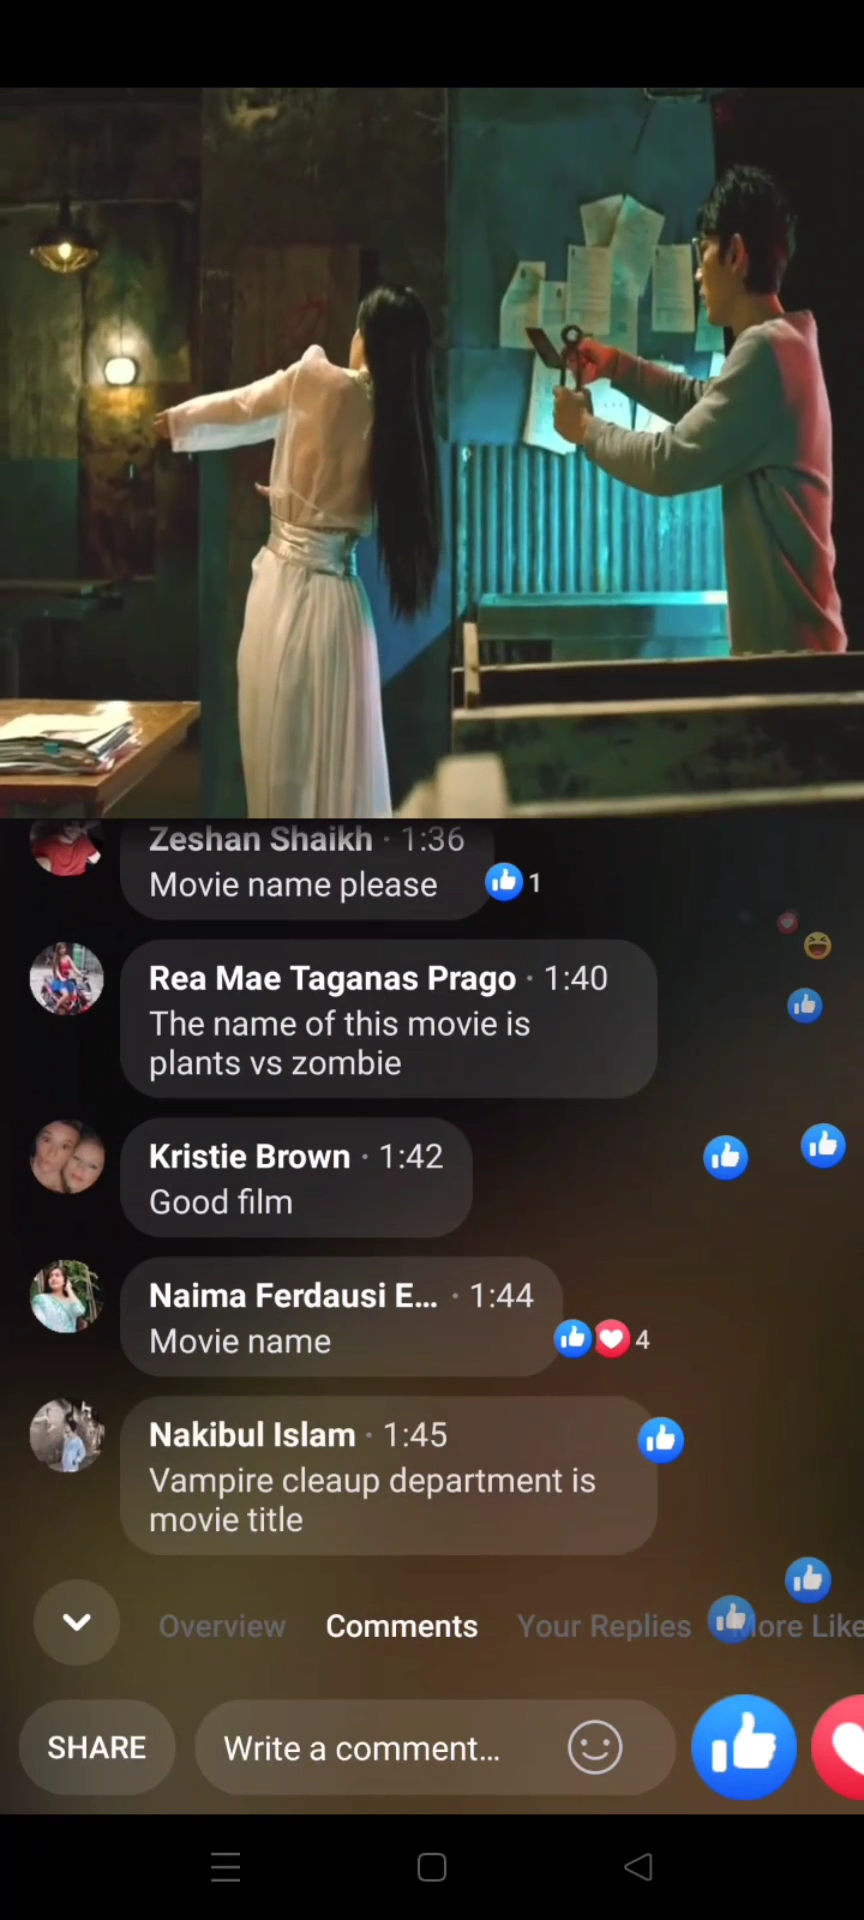 Zeshan Shaikh · 1:36
Movie name please
1
Rea Mae Taganas Prago · 1:40
The name of this movie is
plants vs zombie
Kristie Brown · 1:42
Good film
Naima Ferdausi E... · 1:44
Movie name
4
Nakibul Islam · 1:45
Vampire cleaup department is
movie title
Overview
Comments
Your Replies
More Like
SHARE
Write a comment...